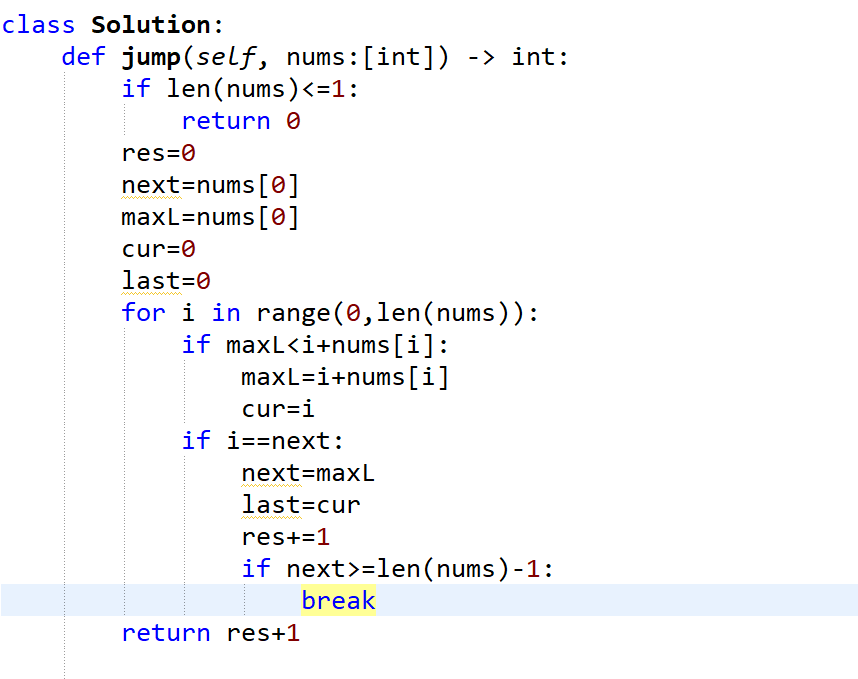 class Solution:
    def jump(self, nums:[int]) -> int:
        if len(nums)<=1:
            return 0
        res=0
        next=nums[0]
        maxL=nums[0]
        cur=0
        last=0
        for i in range(0,len(nums)):
            if maxL<i+nums[i]:
                maxL=i+nums[i]
                cur=i
            if i==next:
                next=maxL
                last=cur
                res+=1
                if next>=len(nums)-1:
                    break
        return res+1